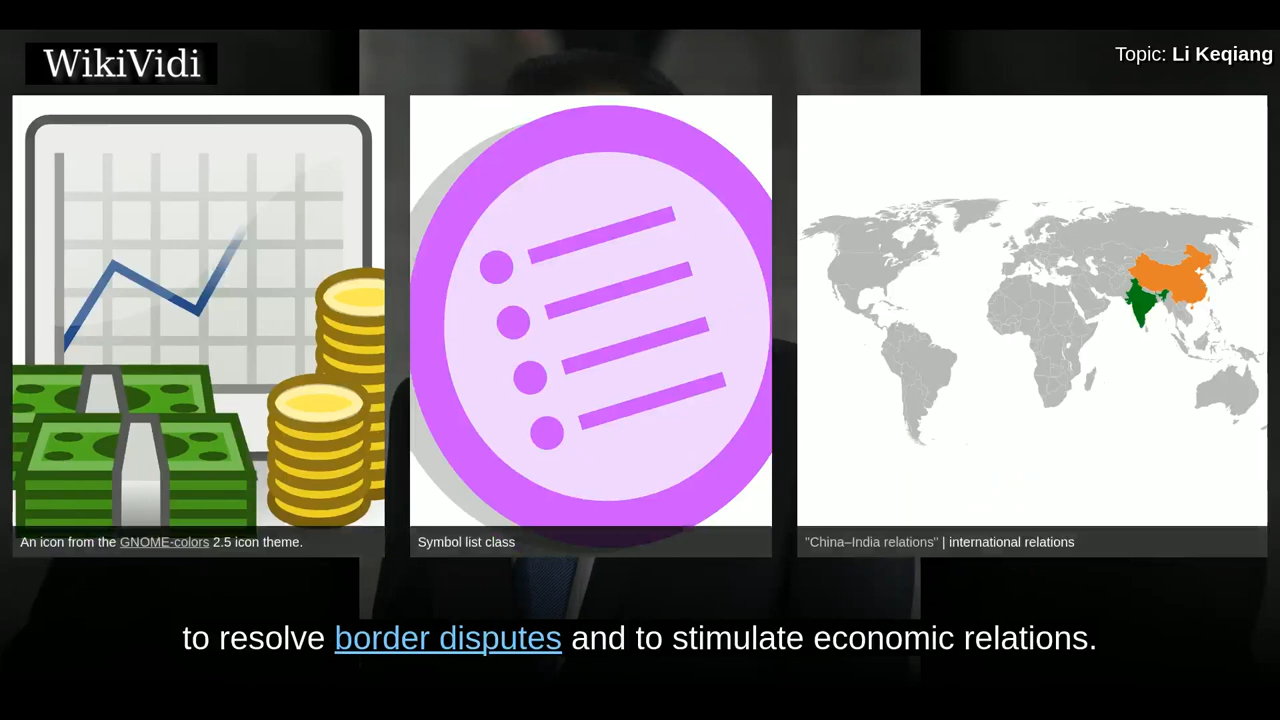 WikiVidi
Topic: Li Keqiang
An icon from the GNOME-colors 2.5 icon theme.
Symbol list class
"China–India relations" | international relations
to resolve border disputes and to stimulate economic relations.